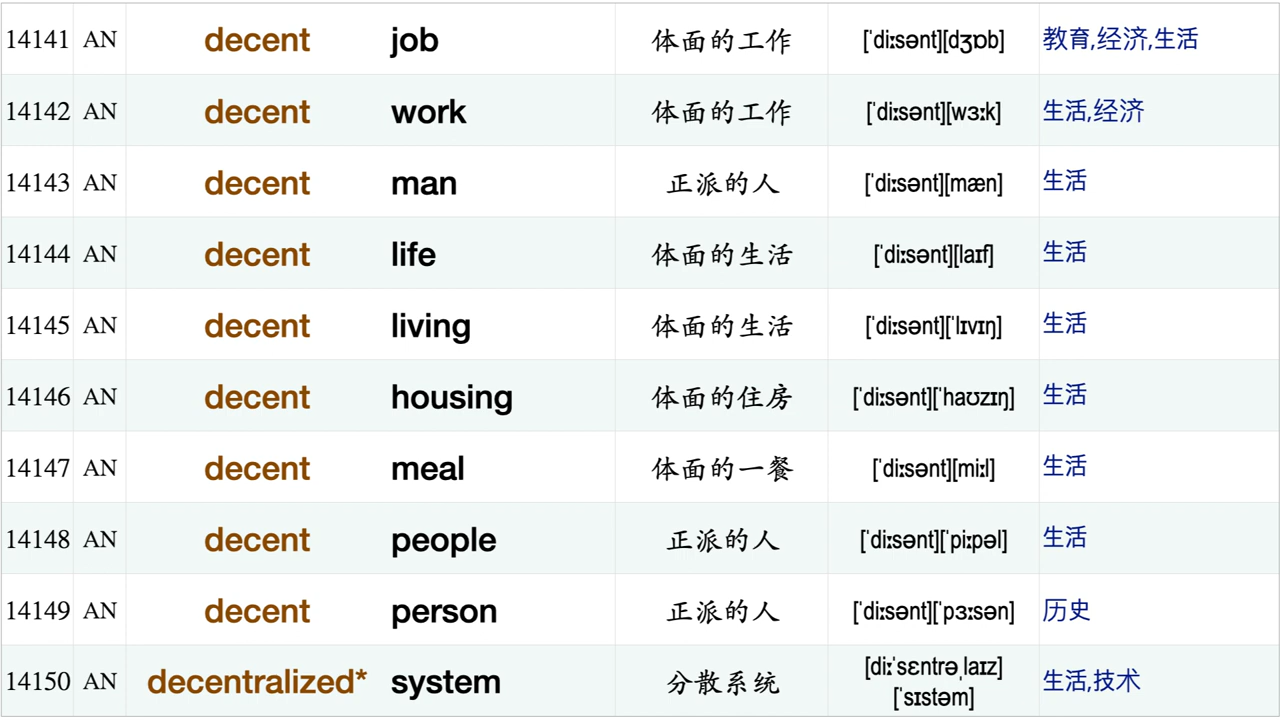 14141 AN decent job 体面的工作 [ˈdiːsənt][dʒɒb] 教育,经济,生活
14142 AN decent work 体面的工作 [ˈdiːsənt][wɜːk] 生活,经济
14143 AN decent man 正派的人 [ˈdiːsənt][mæn] 生活
14144 AN decent life 体面的生活 [ˈdiːsənt][laɪf] 生活
14145 AN decent living 体面的生活 [ˈdiːsənt][ˈlɪvɪŋ] 生活
14146 AN decent housing 体面的住房 [ˈdiːsənt][ˈhaʊzɪŋ] 生活
14147 AN decent meal 体面的一餐 [ˈdiːsənt][miːl] 生活
14148 AN decent people 正派的人 [ˈdiːsənt][ˈpiːpəl] 生活
14149 AN decent person 正派的人 [ˈdiːsənt][ˈpɜːsən] 历史
14150 AN decentralized* system 分散系统 [diːˈsɛntrəˌlaɪz] 生活,技术
[ˈsɪstəm]